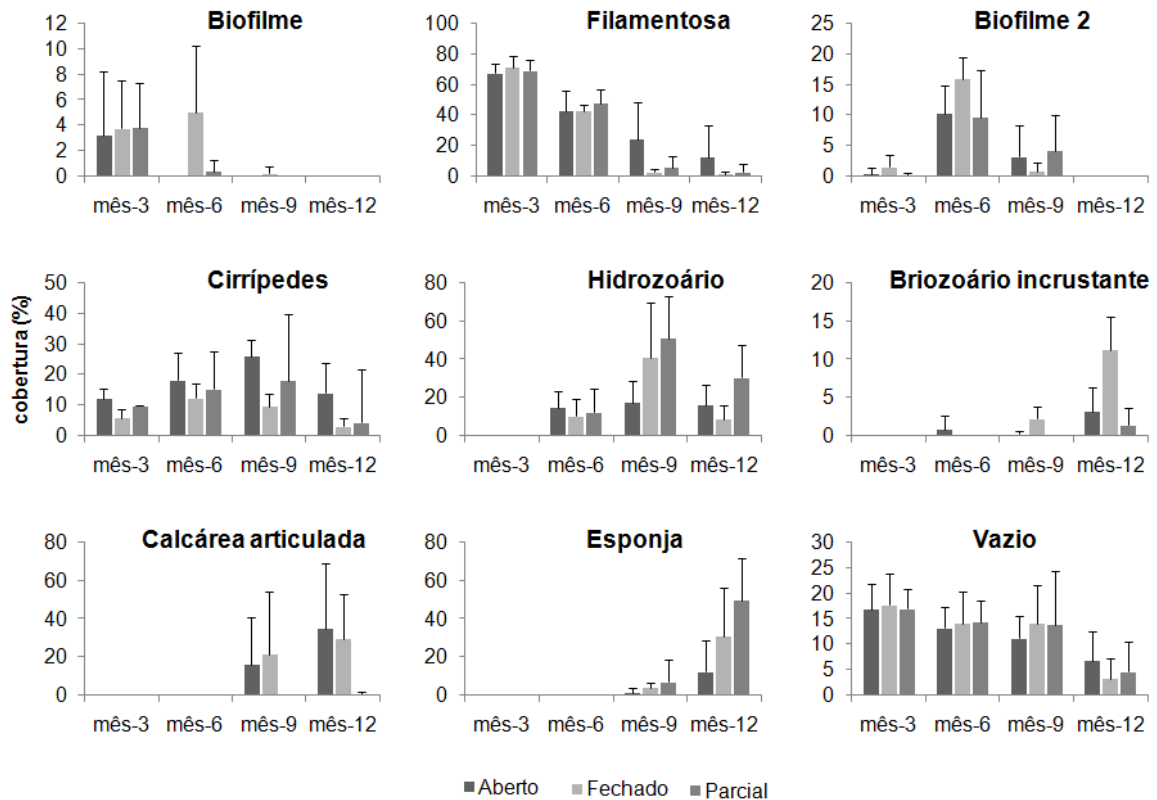 Biofilme
12
10
8
6
4
2
0
mês-3 mês-6 mês-9 mês-12
Filamentosa
100
80
60
40
20
0
mês-3 mês-6 mês-9 mês-12
Biofilme 2
25
20
15
10
5
0
mês-3 mês-6 mês-9 mês-12
cobertura (%)
Cirrípedes
50
40
30
20
10
0
mês-3 mês-6 mês-9 mês-12
Hidrozoário
80
60
40
20
0
mês-3 mês-6 mês-9 mês-12
Briozoário incrustante
20
15
10
5
0
mês-3 mês-6 mês-9 mês-12
Calcárea articulada
80
60
40
20
0
mês-3 mês-6 mês-9 mês-12
Esponja
80
60
40
20
0
mês-3 mês-6 mês-9 mês-12
Vazio
30
25
20
15
10
5
0
mês-3 mês-6 mês-9 mês-12
Aberto Fechado Parcial